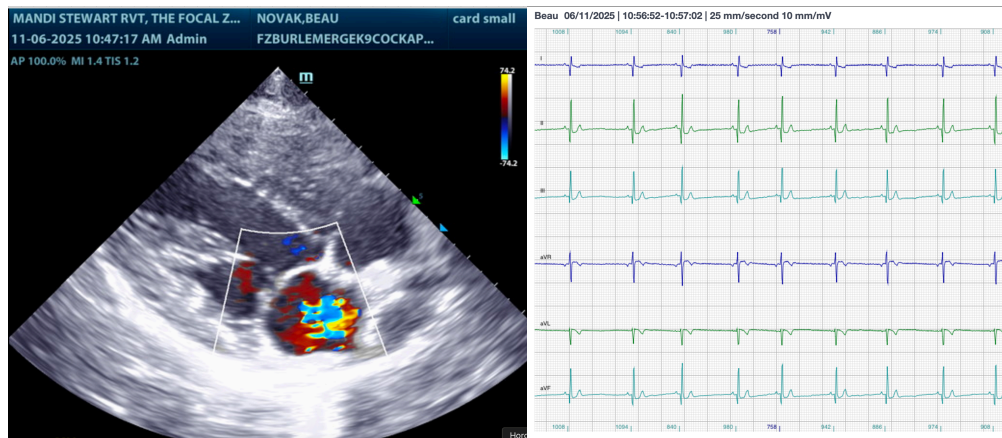 MANDI STEWART RVT, THE FOCAL Z...
NOVAK,BEAU
card small
11-06-2025 10:47:17 AM Admin
FZBURLEMERGEK9COCKAP...
AP 100.0% MI 1.4 TIS 1.2
m
74.2
-74.2
S
Beau 06/11/2025 | 10:56:52-10:57:02 | 25 mm/second 10 mm/mV
1008 1094 840 980 758 942 866 974 908
I
II
III
aVR
aVL
aVF
1008 1094 840 980 758 942 866 974 908